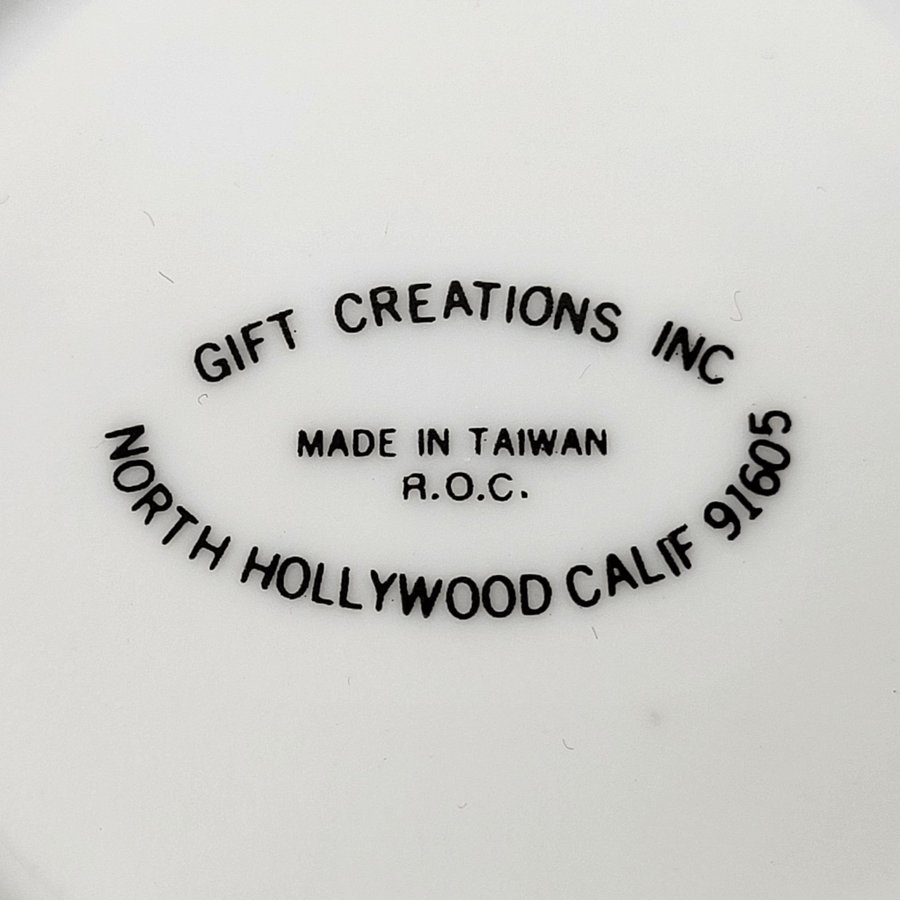 GIFT CREATIONS INC
MADE IN TAIWAN
R.O.C.
NORTH HOLLYWOOD CALIF 91605